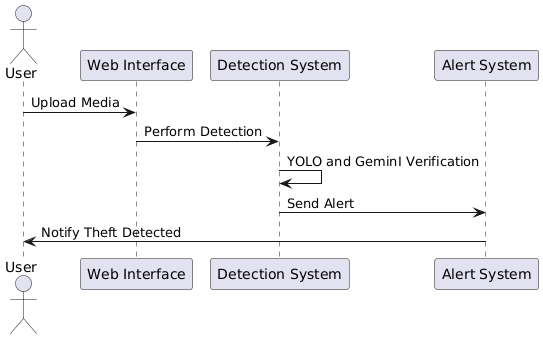 User
Web Interface
Detection System
Alert System
Upload Media
Perform Detection
YOLO and GeminI Verification
Send Alert
Notify Theft Detected
User
Web Interface
Detection System
Alert System